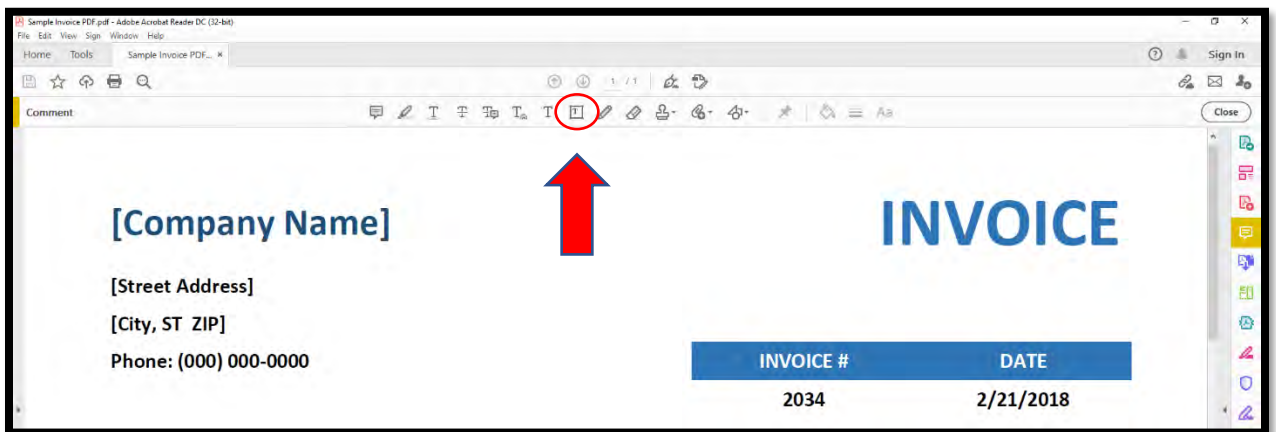 Sample Invoice PDF.pdf - Adobe Acrobat Reader DC (32-bit)
File Edit View Sign Window Help
Home Tools Sample Invoice PDF... × Sign In
1 / 1
Comment Close
[Company Name] INVOICE
[Street Address]
[City, ST ZIP]
Phone: (000) 000-0000
INVOICE # DATE
2034 2/21/2018